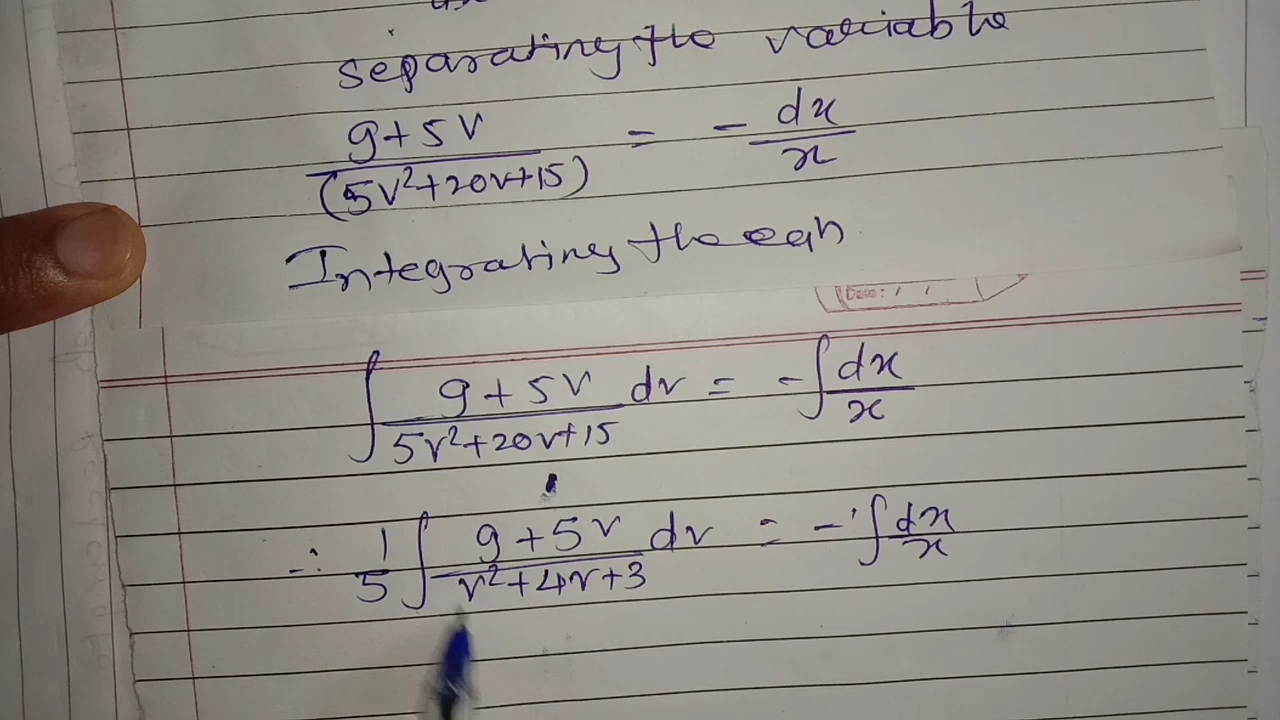 separating the variable
9+5v/(5v²+20v+15) = - dx/x
Integrating the eqn
∫ 9+5v/5v²+20v+15 dv = - ∫ dx/x
∴ 1/5 ∫ 9+5v/v²+4v+3 dv = - ∫ dx/x
Date: / /